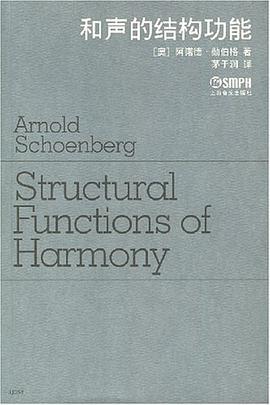 和声的结构功能
[奥] 阿诺德·勋伯格 著
茅于润 译
SMPH
上海音乐出版社
Arnold
Schoenberg
Structural
Functions of
Harmony